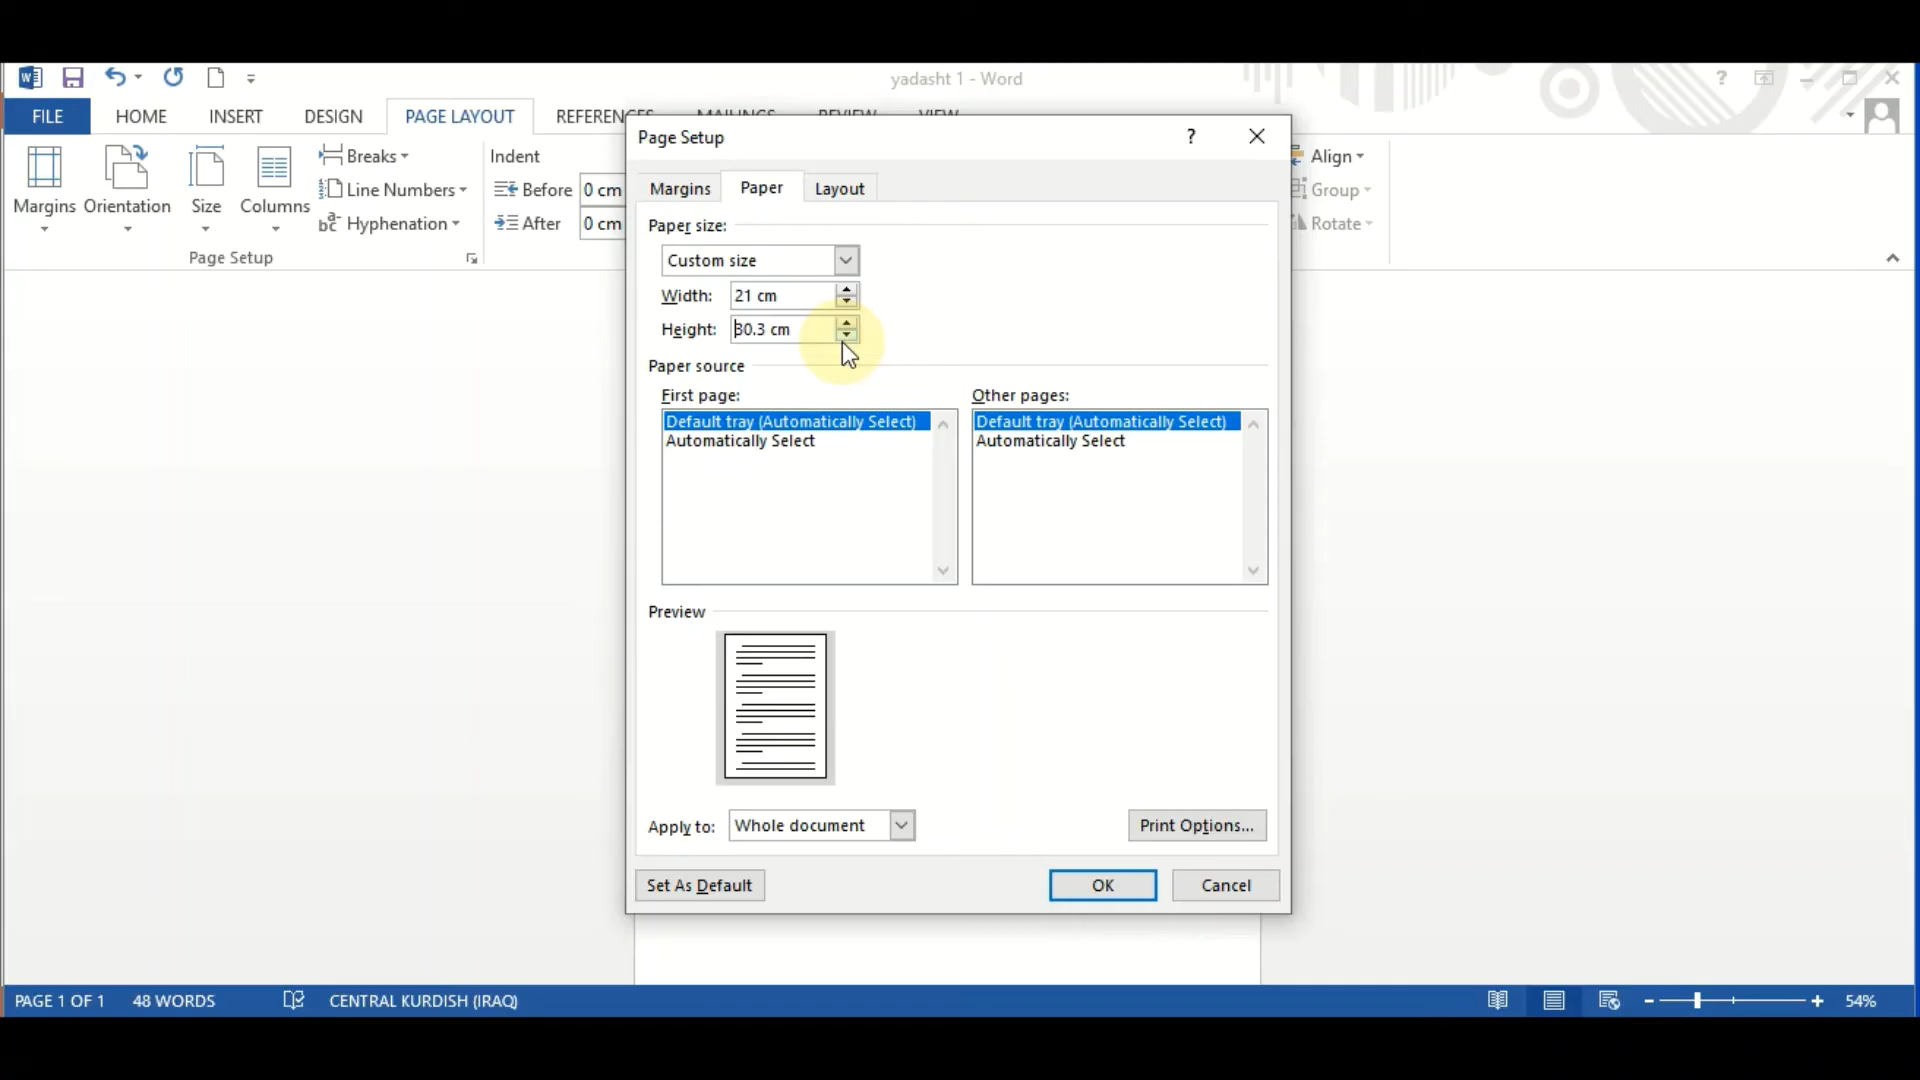 yadasht 1 - Word
?
FILE HOME INSERT DESIGN PAGE LAYOUT REFERENCES MAILINGS REVIEW VIEW
Margins
Orientation
Size
Columns
Breaks
Line Numbers
Hyphenation
Page Setup
Indent
Before 0 cm
After 0 cm
Align
Group
Rotate
Page Setup
?
Margins Paper Layout
Paper size:
Custom size
Width: 21 cm
Height: 30.3 cm
Paper source
First page:
Default tray (Automatically Select)
Automatically Select
Other pages:
Default tray (Automatically Select)
Automatically Select
Preview
Apply to: Whole document
Print Options...
Set As Default
OK
Cancel
PAGE 1 OF 1 48 WORDS CENTRAL KURDISH (IRAQ) 54%